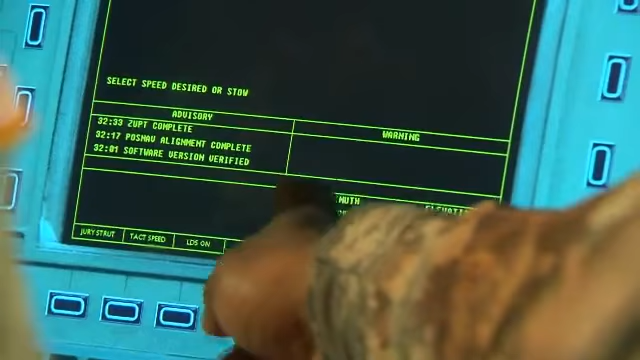 SELECT SPEED DESIRED OR STOW
ADVISORY
WARNING
32:33 ZUPT COMPLETE
32:17 POSNAV ALIGNMENT COMPLETE
32:01 SOFTWARE VERSION VERIFIED
JURY STRUT
TACT SPEED
LDS ON